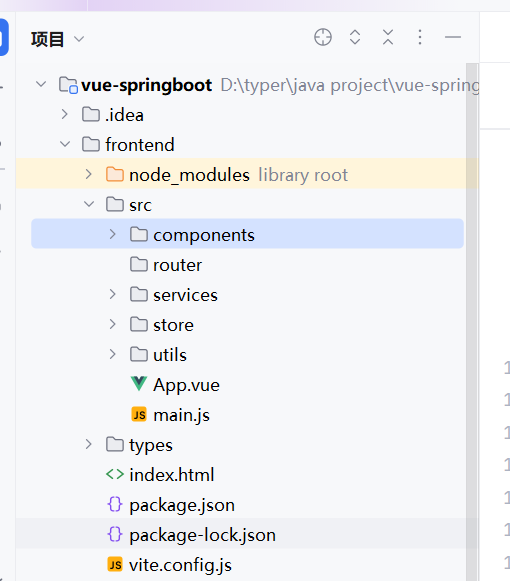 项目
vue-springboot D:\typer\java project\vue-spring
.idea
frontend
node_modules library root
src
components
router
services
store
utils
App.vue
JS main.js
types
index.html
package.json
package-lock.json
JS vite.config.js